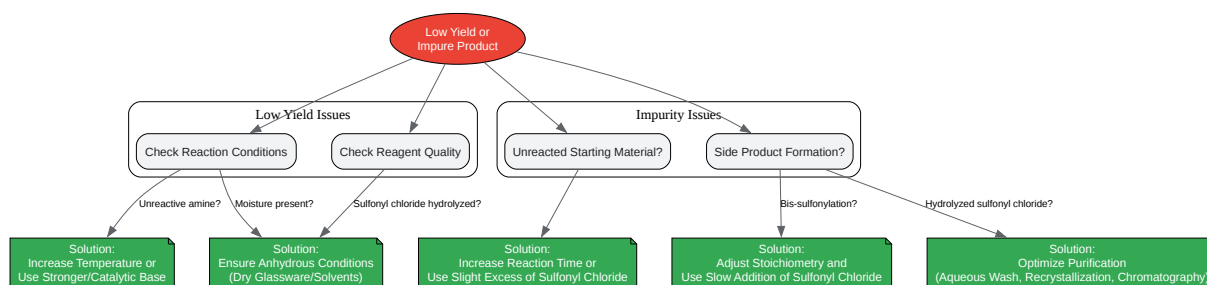 Low Yield or
Impure Product
Low Yield Issues
Impurity Issues
Check Reaction Conditions
Check Reagent Quality
Unreacted Starting Material?
Side Product Formation?
Unreactive amine?
Moisture present?
Sulfonyl chloride hydrolyzed?
Bis-sulfonylation?
Hydrolyzed sulfonyl chloride?
Solution:
Increase Temperature or
Use Stronger/Catalytic Base
Solution:
Ensure Anhydrous Conditions
(Dry Glassware/Solvents)
Solution:
Increase Reaction Time or
Use Slight Excess of Sulfonyl Chloride
Solution:
Adjust Stoichiometry and
Use Slow Addition of Sulfonyl Chloride
Solution:
Optimize Purification
(Aqueous Wash, Recrystallization, Chromatography)